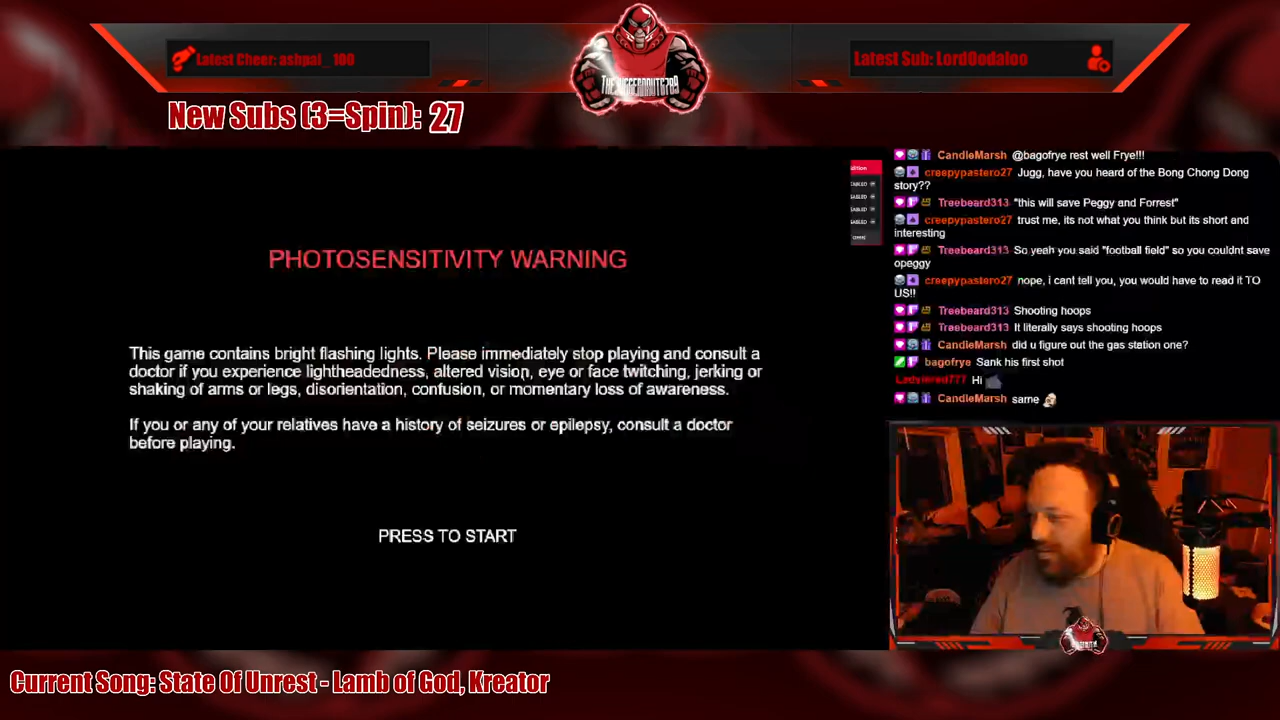 Latest Cheer: ashpal_ 100
THEJUGGERNAUT6789
Latest Sub: LordOodaloo
New Subs (3=Spin): 27
PHOTOSENSITIVITY WARNING
This game contains bright flashing lights. Please immediately stop playing and consult a
doctor if you experience lightheadedness, altered vision, eye or face twitching, jerking or
shaking of arms or legs, disorientation, confusion, or momentary loss of awareness.
If you or any of your relatives have a history of seizures or epilepsy, consult a doctor
before playing.
PRESS TO START
CandleMarsh @bagofrye rest well Frye!!!
creepypastero27 Jugg, have you heard of the Bong Chong Dong
story??
Treebeard313 "this will save Peggy and Forrest"
creepypastero27 trust me, its not what you think but its short and
interesting
Treebeard313 So yeah you said "football field" so you couldnt save
opeggy
creepypastero27 nope, i cant tell you, you would have to read it TO
US!!
Treebeard313 Shooting hoops
Treebeard313 It literally says shooting hoops
CandleMarsh did u figure out the gas station one?
bagofrye Sank his first shot
Hi
CandleMarsh same
Current Song: State Of Unrest - Lamb of God, Kreator